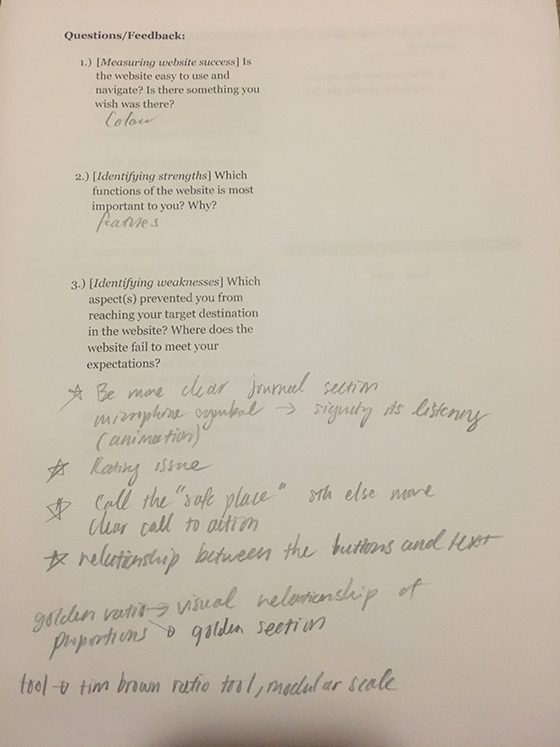 Questions/Feedback:
1.) [Measuring website success] Is
the website easy to use and
navigate? Is there something you
wish was there?
Colour
2.) [Identifying strengths] Which
functions of the website is most
important to you? Why?
3.) [Identifying weaknesses] Which
aspect(s) prevented you from
reaching your target destination
in the website? Where does the
website fail to meet your
expectations?
☆ Be more clear journal section
microphone symbol → signify its listening
(animation)
☆ Rating issue
☆ Call the "safe place" sth else more
clear call to action
☆ relationship between the buttons and text
golden ratio → visual relationship of
proportions → golden section
tool → tim brown ratio tool, modular scale